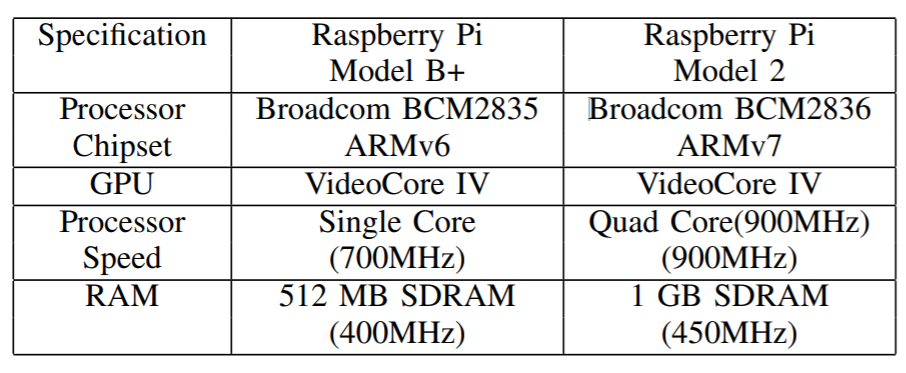 Specification Raspberry Pi Raspberry Pi
Model B+ Model 2
Processor Broadcom BCM2835 Broadcom BCM2836
Chipset ARMv6 ARMv7
GPU VideoCore IV VideoCore IV
Processor Single Core Quad Core(900MHz)
Speed (700MHz) (900MHz)
RAM 512 MB SDRAM 1 GB SDRAM
(400MHz) (450MHz)